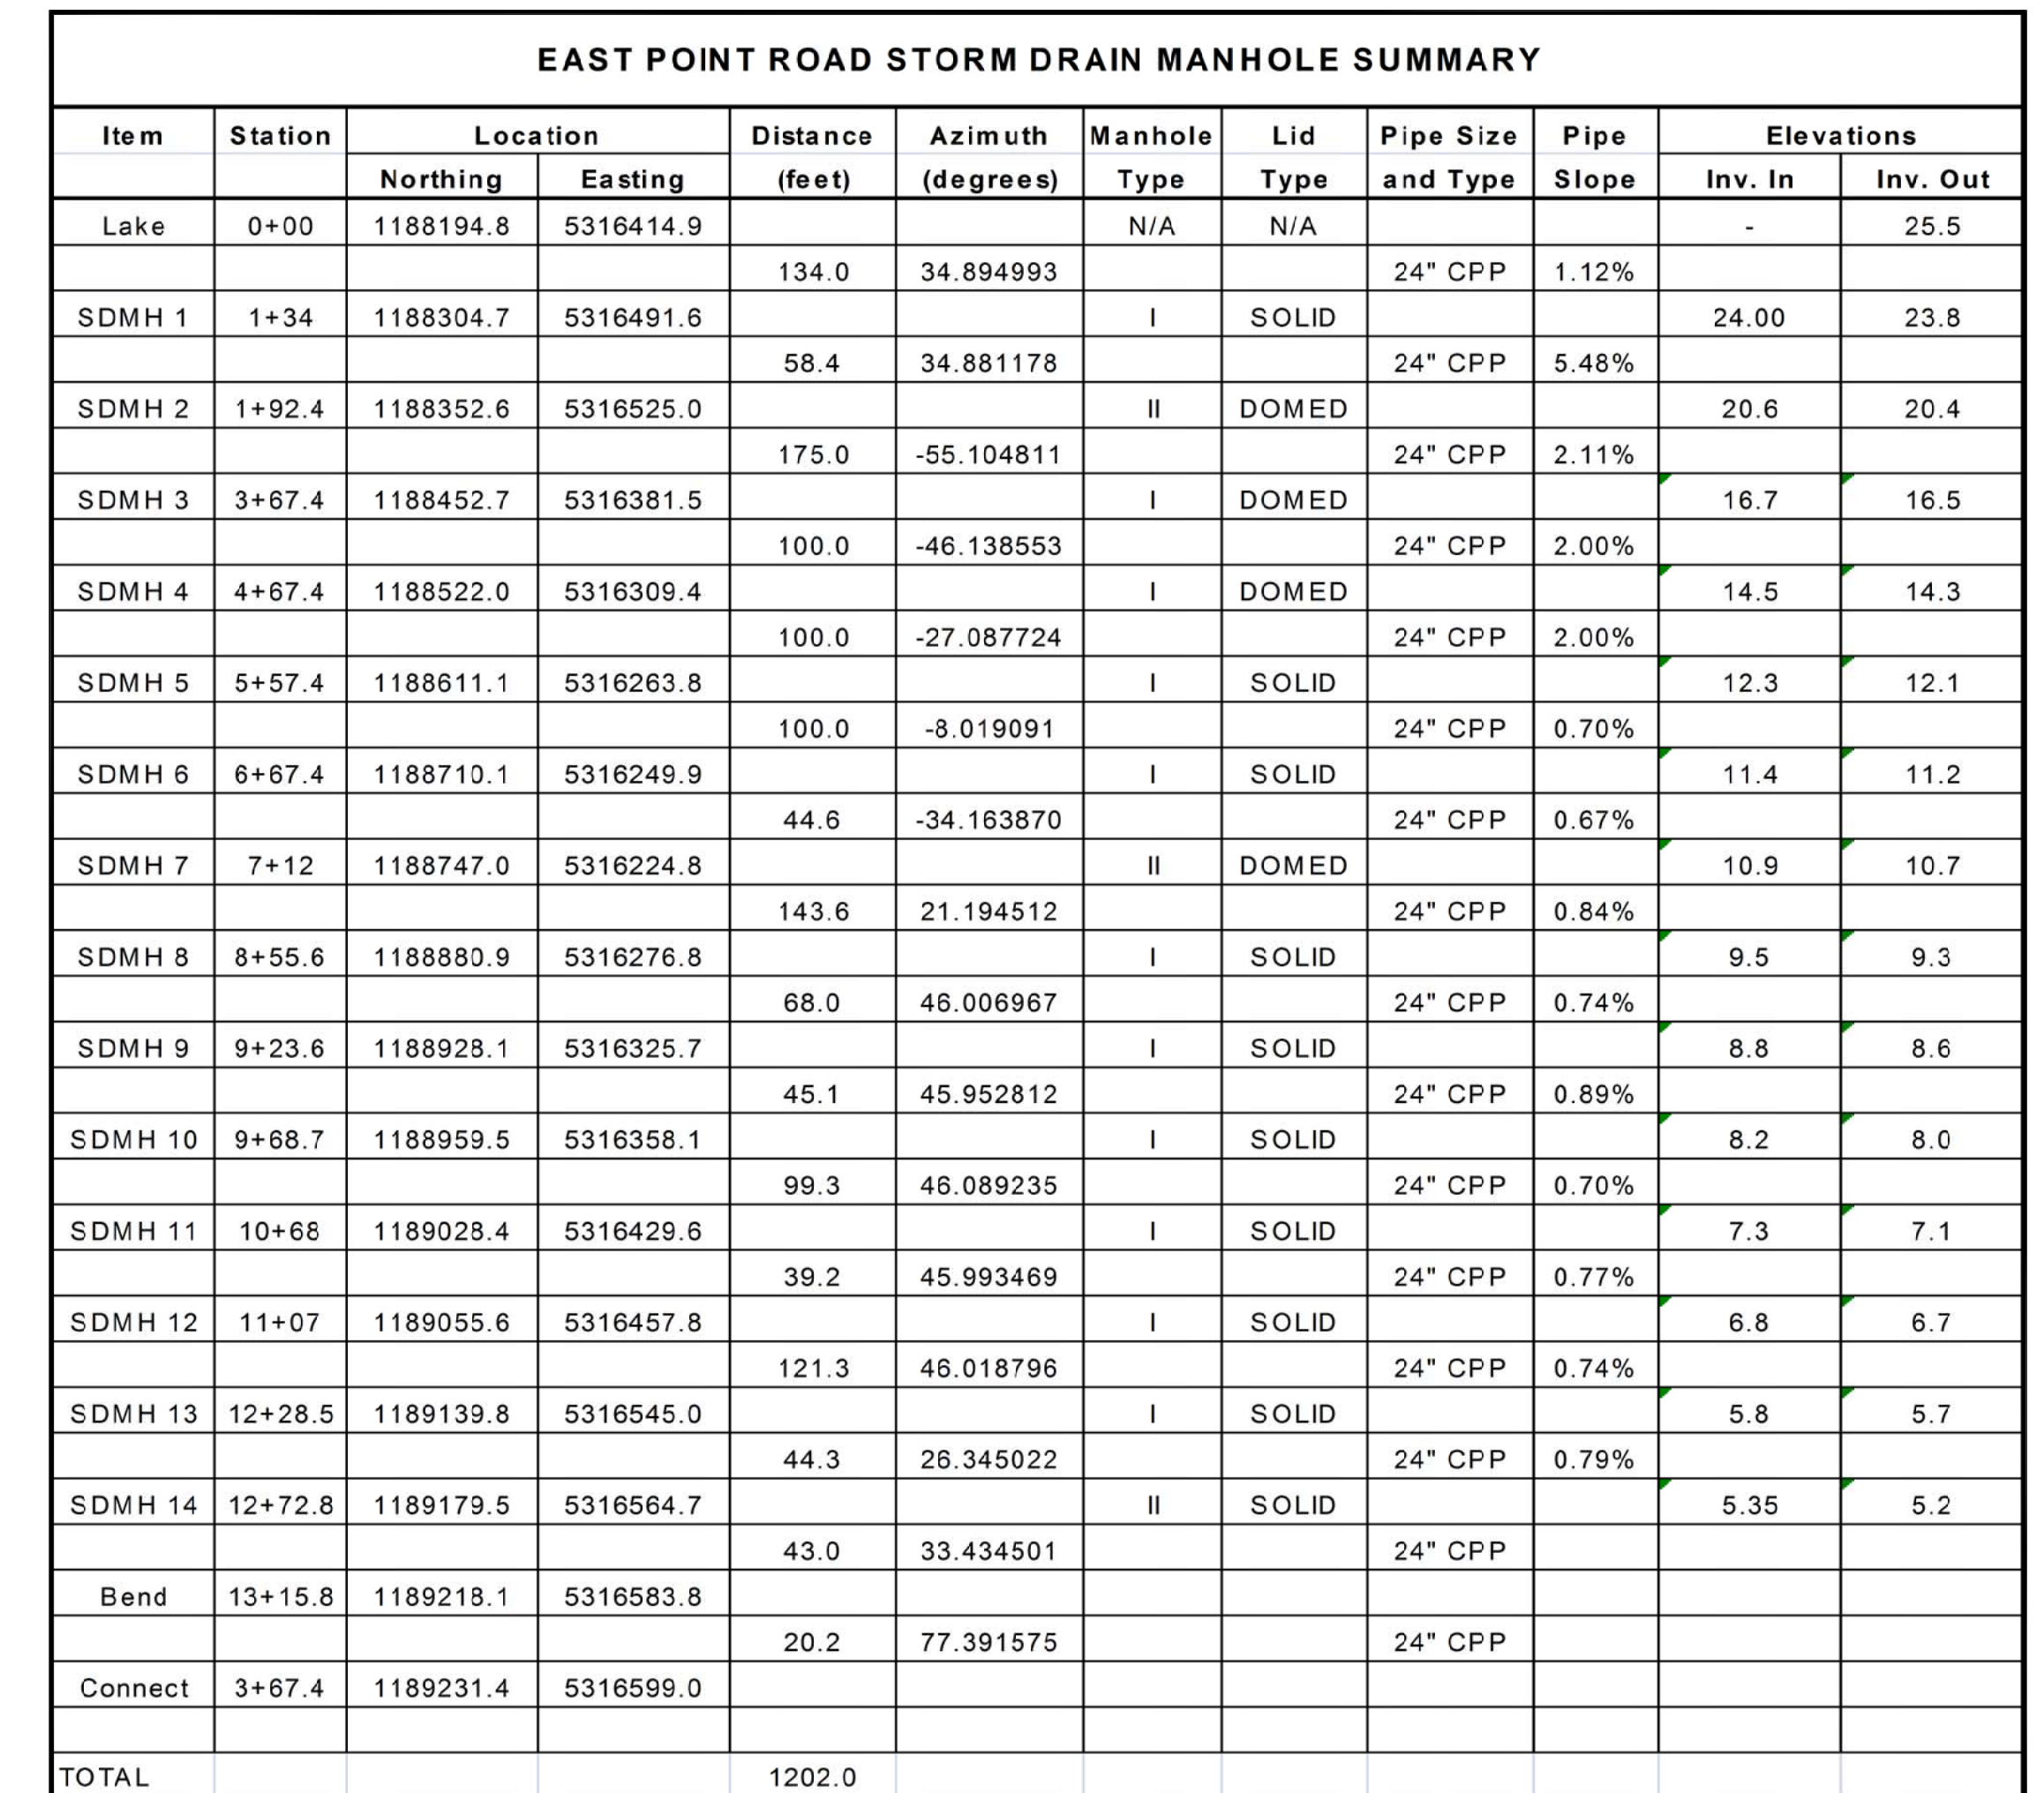 EAST POINT ROAD STORM DRAIN MANHOLE SUMMARY
Item Station Location Distance Azimuth Manhole Lid Pipe Size Pipe Elevations
Northing Easting (feet) (degrees) Type Type and Type Slope Inv. In Inv. Out
Lake 0+00 1188194.8 5316414.9 N/A N/A - 25.5
134.0 34.894993 24" CPP 1.12%
SDMH 1 1+34 1188304.7 5316491.6 I SOLID 24.00 23.8
58.4 34.881178 24" CPP 5.48%
SDMH 2 1+92.4 1188352.6 5316525.0 II DOMED 20.6 20.4
175.0 -55.104811 24" CPP 2.11%
SDMH 3 3+67.4 1188452.7 5316381.5 I DOMED 16.7 16.5
100.0 -46.138553 24" CPP 2.00%
SDMH 4 4+67.4 1188522.0 5316309.4 I DOMED 14.5 14.3
100.0 -27.087724 24" CPP 2.00%
SDMH 5 5+57.4 1188611.1 5316263.8 I SOLID 12.3 12.1
100.0 -8.019091 24" CPP 0.70%
SDMH 6 6+67.4 1188710.1 5316249.9 I SOLID 11.4 11.2
44.6 -34.163870 24" CPP 0.67%
SDMH 7 7+12 1188747.0 5316224.8 II DOMED 10.9 10.7
143.6 21.194512 24" CPP 0.84%
SDMH 8 8+55.6 1188880.9 5316276.8 I SOLID 9.5 9.3
68.0 46.006967 24" CPP 0.74%
SDMH 9 9+23.6 1188928.1 5316325.7 I SOLID 8.8 8.6
45.1 45.952812 24" CPP 0.89%
SDMH 10 9+68.7 1188959.5 5316358.1 I SOLID 8.2 8.0
99.3 46.089235 24" CPP 0.70%
SDMH 11 10+68 1189028.4 5316429.6 I SOLID 7.3 7.1
39.2 45.993469 24" CPP 0.77%
SDMH 12 11+07 1189055.6 5316457.8 I SOLID 6.8 6.7
121.3 46.018796 24" CPP 0.74%
SDMH 13 12+28.5 1189139.8 5316545.0 I SOLID 5.8 5.7
44.3 26.345022 24" CPP 0.79%
SDMH 14 12+72.8 1189179.5 5316564.7 II SOLID 5.35 5.2
43.0 33.434501 24" CPP
Bend 13+15.8 1189218.1 5316583.8
20.2 77.391575 24" CPP
Connect 3+67.4 1189231.4 5316599.0
TOTAL 1202.0